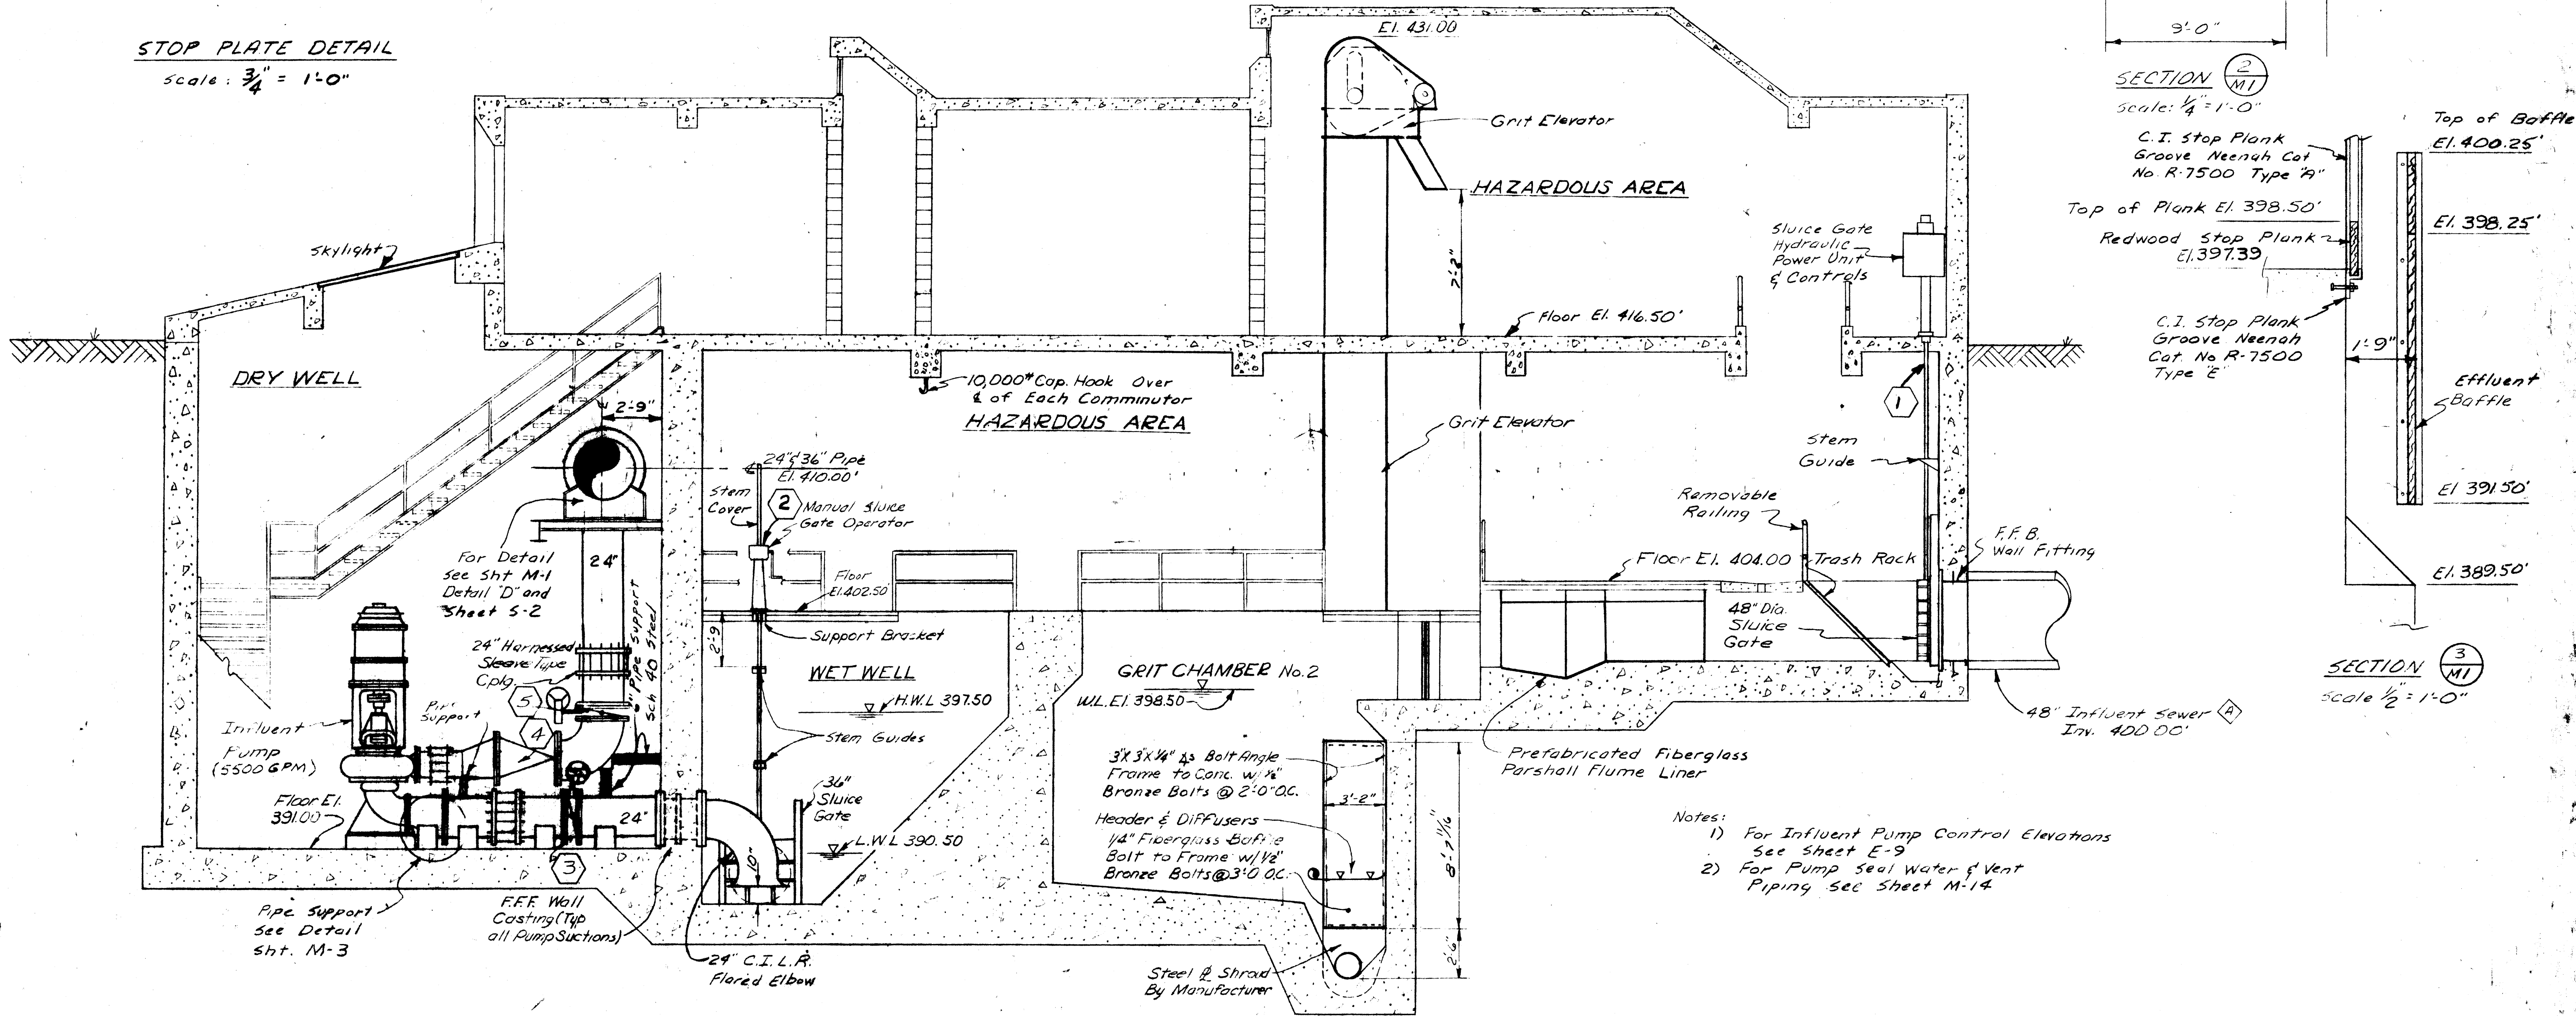 STOP PLATE DETAIL
Scale: 3/4" = 1'-0"
El. 431.00
Grit Elevator
HAZARDOUS AREA
7'-2"
Sluice Gate
Hydraulic
Power Unit
& Controls
Floor El. 416.50'
Skylight
DRY WELL
2'-9"
10,000# Cap. Hook Over
℄ of Each Comminutor
HAZARDOUS AREA
Grit Elevator
1
Stem
Guide
24" & 36" Pipe
El. 410.00'
Stem
Cover
2
Manual Sluice
Gate Operator
Removable
Railing
F.F.B.
Wall Fitting
For Detail
See Sht M-1
Detail "D" and
Sheet S-2
24"
Floor
El. 402.50'
Floor El. 404.00
Trash Rack
48" Dia.
Sluice
Gate
Support Bracket
2'-9"
24" Harnessed
Sleeve Type
Cplg.
Pipe Support
Sch 40 Steel
WET WELL
H.W.L 397.50
GRIT CHAMBER No. 2
W.L. El. 398.50
5
4
Pipe
Support
Influent
Pump
(5500 GPM)
Stem Guides
48" Influent Sewer A
Inv. 400.00'
Prefabricated Fiberglass
Parshall Flume Liner
3"X3"X1/4" ∠s Bolt Angle
Frame to Conc. w/ 1/2"
Bronze Bolts @ 2'-0" O.C.
3'-2"
36"
Sluice
Gate
Floor El.
391.00
24"
Header & Diffusers
1/4" Fiberglass Baffle
Bolt to Frame w/ 1/2"
Bronze Bolts @ 3'-0 O.C.
8'-7 11/16"
L.W.L 390.50
10"
3
Pipe Support
See Detail
Sht. M-3
F.F.F. Wall
Casting (Typ
all Pump Suctions)
24" C.I. L.R.
Flared Elbow
Steel ℄ Shroud
By Manufacturer
2'-6"
Notes:
1) For Influent Pump Control Elevations
See Sheet E-9
2) For Pump Seal Water & Vent
Piping See Sheet M-14
9'-0"
SECTION 2
M1
Scale: 1/4" = 1'-0"
C.I. Stop Plank
Groove Neenah Cat
No. R-7500 Type "A"
Top of Baffle
El. 400.25'
Top of Plank El. 398.50'
El. 398.25'
Redwood Stop Plank
El. 397.39
C.I. Stop Plank
Groove Neenah
Cat. No R-7500
Type "E"
1'-9"
Effluent
Baffle
El 391.50'
El. 389.50'
SECTION 3
M1
Scale 1/2" = 1'-0"